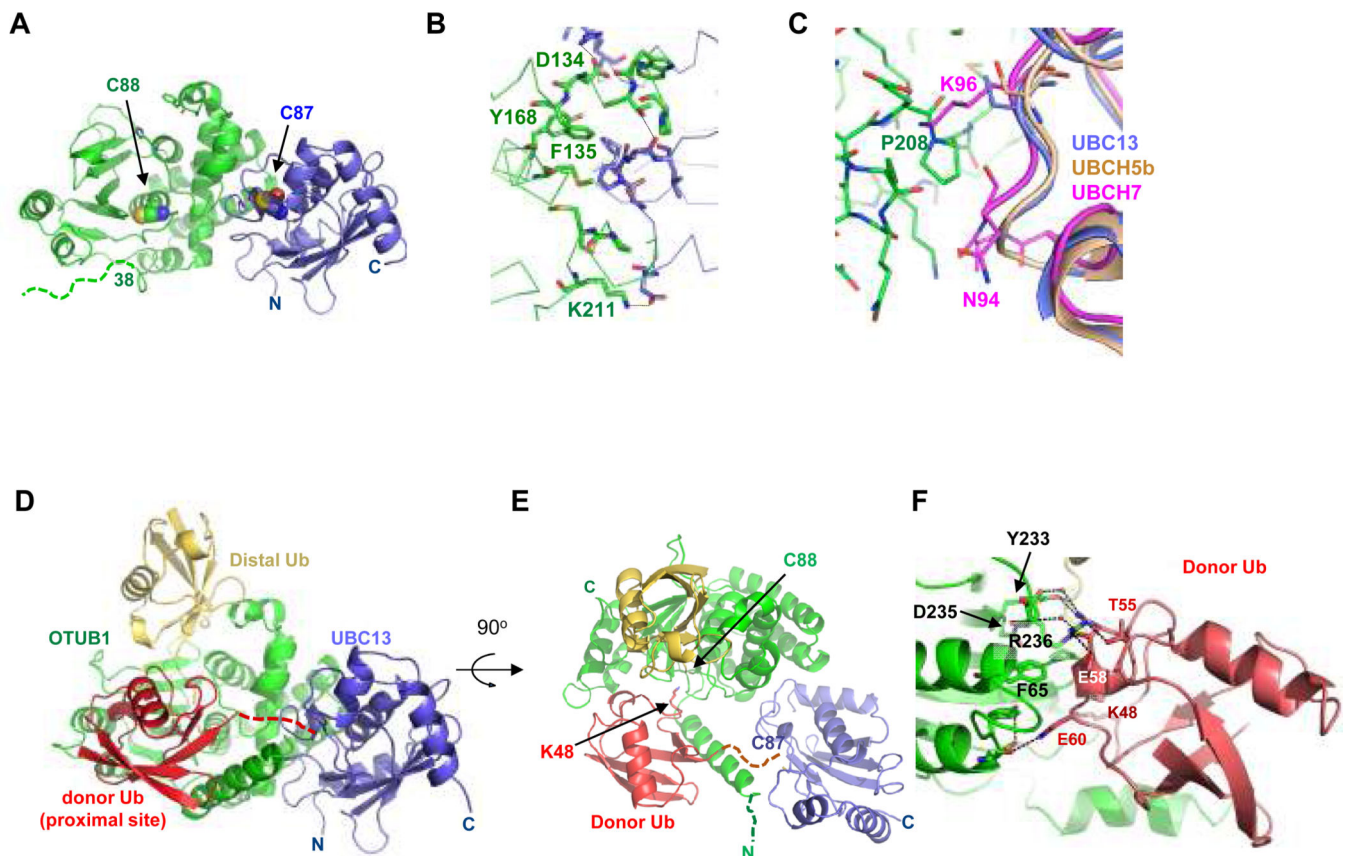 A
C88
C87
38
N
C
B
D134
Y168
F135
K211
C
K96
P208
UBC13
UBCH5b
UBCH7
N94
D
Distal Ub
OTUB1
UBC13
donor Ub
(proximal site)
N
C
90º
E
C
C88
K48
C87
Donor Ub
C
N
F
Y233
Donor Ub
D235
T55
R236
E58
F65
K48
E60